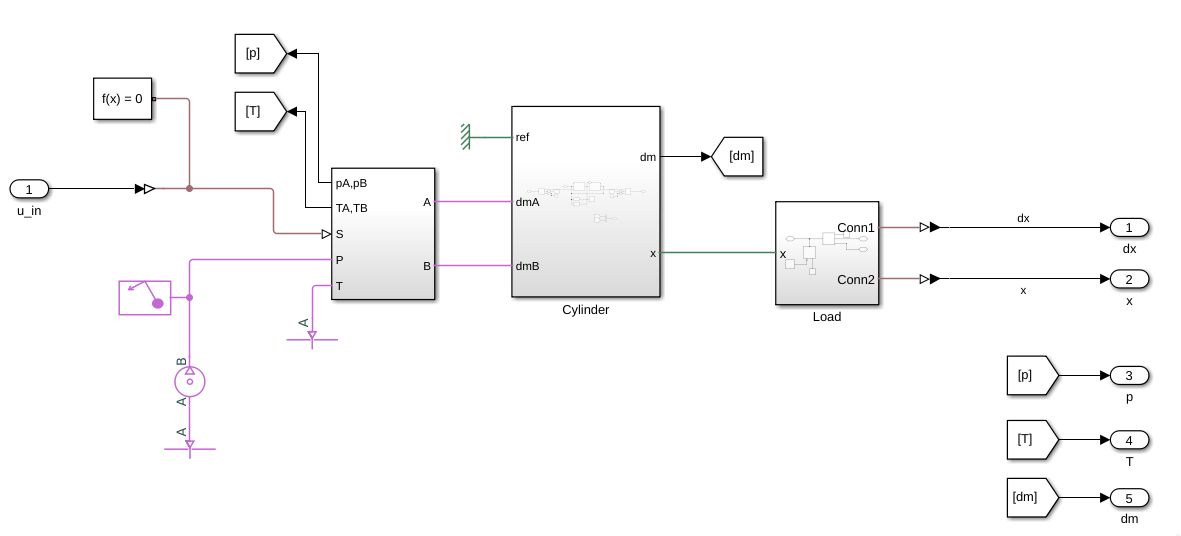 [p]
f(x) = 0
[T]
1
u_in
pA,pB
TA,TB
S
P
T
A
B
ref
dmA
dmB
dm
x
Cylinder
[dm]
x
Conn1
Conn2
Load
dx
1
dx
x
2
x
A
B
A
A
[p]
3
p
[T]
4
T
[dm]
5
dm